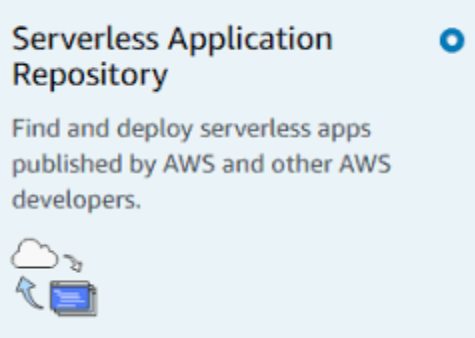 Serverless Application
Repository
Find and deploy serverless apps
published by AWS and other AWS
developers.